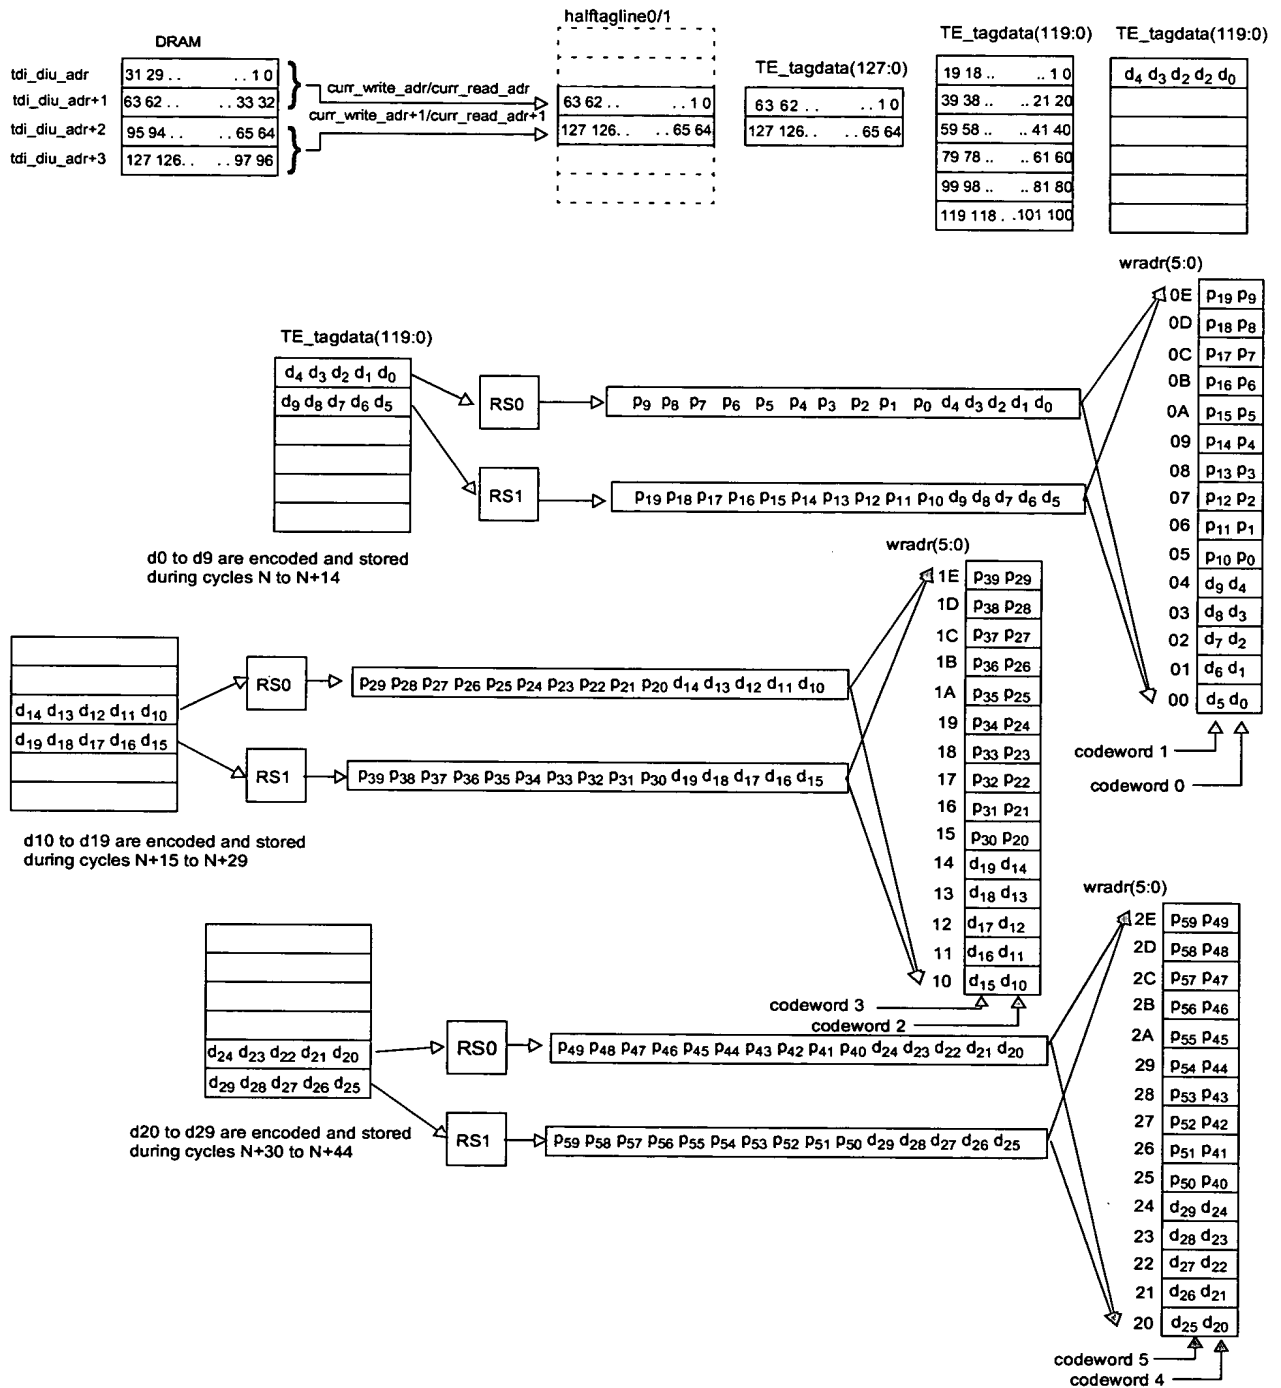 halftagline0/1
DRAM
TE_tagdata(119:0)
TE_tagdata(119:0)
tdi_diu_adr
31 29 . . . . 1 0
tdi_diu_adr+1
63 62 . . . . 33 32
tdi_diu_adr+2
95 94 . . . . 65 64
tdi_diu_adr+3
127 126. . . . 97 96
curr_write_adr/curr_read_adr
curr_write_adr+1/curr_read_adr+1
63 62 . . . . 1 0
127 126. . . . 65 64
TE_tagdata(127:0)
63 62 . . . . 1 0
127 126. . . . 65 64
19 18 .. .. 1 0
39 38 .. .. 21 20
59 58 .. .. 41 40
79 78 .. .. 61 60
99 98 .. .. 81 80
119 118 . . .101 100
d4 d3 d2 d2 d0
wradr(5:0)
0E p19 p9
0D p18 p8
0C p17 p7
0B p16 p6
0A p15 p5
09 p14 p4
08 p13 p3
07 p12 p2
06 p11 p1
05 p10 p0
04 d9 d4
03 d8 d3
02 d7 d2
01 d6 d1
00 d5 d0
codeword 1
codeword 0
TE_tagdata(119:0)
d4 d3 d2 d1 d0
d9 d8 d7 d6 d5
RS0
p9 p8 p7 p6 p5 p4 p3 p2 p1 p0 d4 d3 d2 d1 d0
RS1
p19 p18 p17 p16 p15 p14 p13 p12 p11 p10 d9 d8 d7 d6 d5
d0 to d9 are encoded and stored
during cycles N to N+14
wradr(5:0)
1E p39 p29
1D p38 p28
1C p37 p27
1B p36 p26
1A p35 p25
19 p34 p24
18 p33 p23
17 p32 p22
16 p31 p21
15 p30 p20
14 d19 d14
13 d18 d13
12 d17 d12
11 d16 d11
10 d15 d10
codeword 3
codeword 2
d14 d13 d12 d11 d10
d19 d18 d17 d16 d15
RS0
p29 p28 p27 p26 p25 p24 p23 p22 p21 p20 d14 d13 d12 d11 d10
RS1
p39 p38 p37 p36 p35 p34 p33 p32 p31 p30 d19 d18 d17 d16 d15
d10 to d19 are encoded and stored
during cycles N+15 to N+29
wradr(5:0)
2E p59 p49
2D p58 p48
2C p57 p47
2B p56 p46
2A p55 p45
29 p54 p44
28 p53 p43
27 p52 p42
26 p51 p41
25 p50 p40
24 d29 d24
23 d28 d23
22 d27 d22
21 d26 d21
20 d25 d20
codeword 5
codeword 4
d24 d23 d22 d21 d20
d29 d28 d27 d26 d25
RS0
p49 p48 p47 p46 p45 p44 p43 p42 p41 p40 d24 d23 d22 d21 d20
RS1
p59 p58 p57 p56 p55 p54 p53 p52 p51 p50 d29 d28 d27 d26 d25
d20 to d29 are encoded and stored
during cycles N+30 to N+44